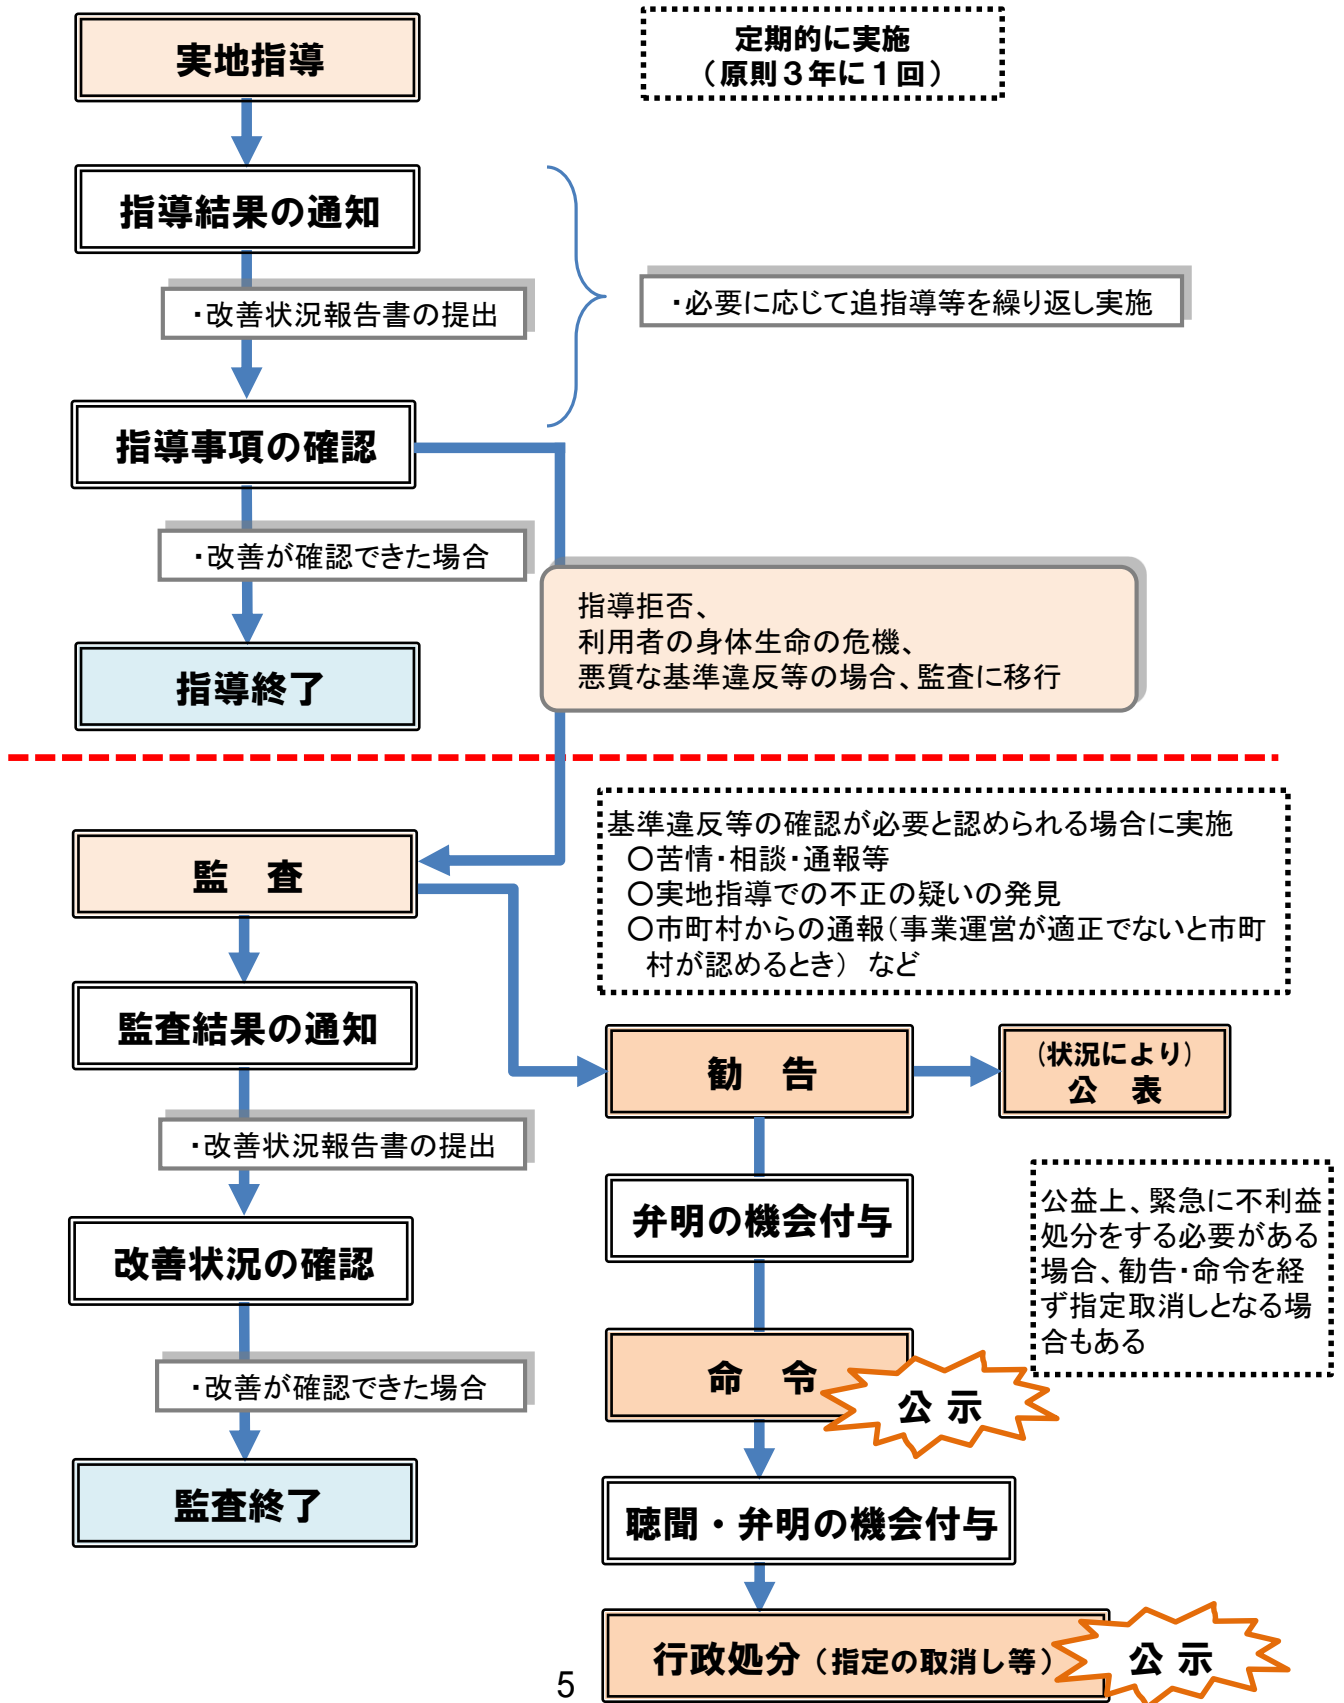 実地指導
定期的に実施
（原則３年に１回）
指導結果の通知
・改善状況報告書の提出
・必要に応じて追指導等を繰り返し実施
指導事項の確認
・改善が確認できた場合
指導拒否、
利用者の身体生命の危機、
悪質な基準違反等の場合、監査に移行
指導終了
基準違反等の確認が必要と認められる場合に実施
○苦情・相談・通報等
○実地指導での不正の疑いの発見
○市町村からの通報（事業運営が適正でないと市町
村が認めるとき） など
監　査
監査結果の通知
・改善状況報告書の提出
改善状況の確認
・改善が確認できた場合
監査終了
勧　告
(状況により)
公　表
弁明の機会付与
公益上、緊急に不利益
処分をする必要がある
場合、勧告・命令を経
ず指定取消しとなる場
合もある
命　令
公 示
聴聞・弁明の機会付与
行政処分（指定の取消し等）
公 示
5